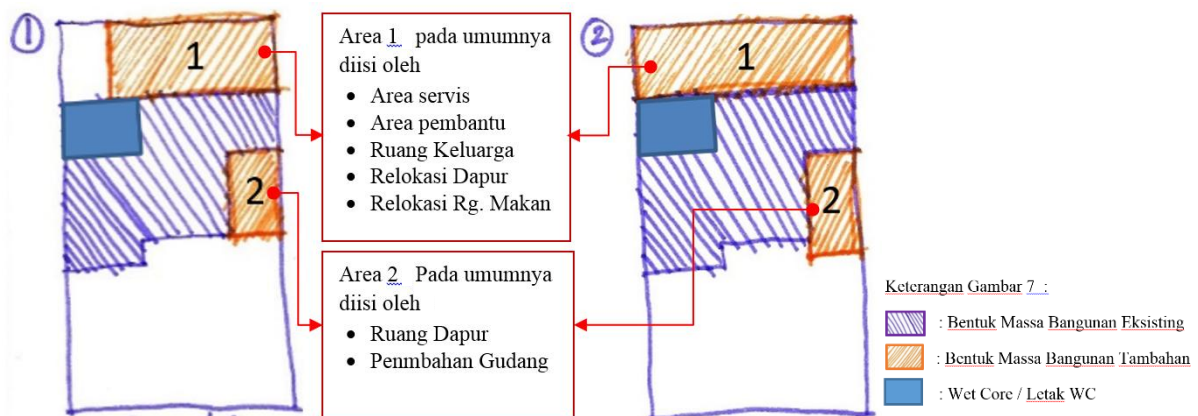 1
1
Area 1 pada umumnya
diisi oleh
• Area servis
• Area pembantu
• Ruang Keluarga
• Relokasi Dapur
• Relokasi Rg. Makan
2
Area 2 Pada umumnya
diisi oleh
• Ruang Dapur
• Penmbahan Gudang
2
1
2
Keterangan Gambar 7 :
: Bentuk Massa Bangunan Eksisting
: Bentuk Massa Bangunan Tambahan
: Wet Core / Letak WC